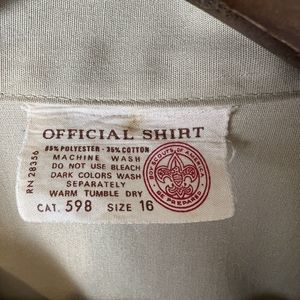 OFFICIAL SHIRT
65% POLYESTER - 35% COTTON
MACHINE WASH
DO NOT USE BLEACH
DARK COLORS WASH
SEPARATELY
WARM TUMBLE DRY
CAT. 598 SIZE 16
RN 28356
BOY SCOUTS OF AMERICA
BE PREPARED